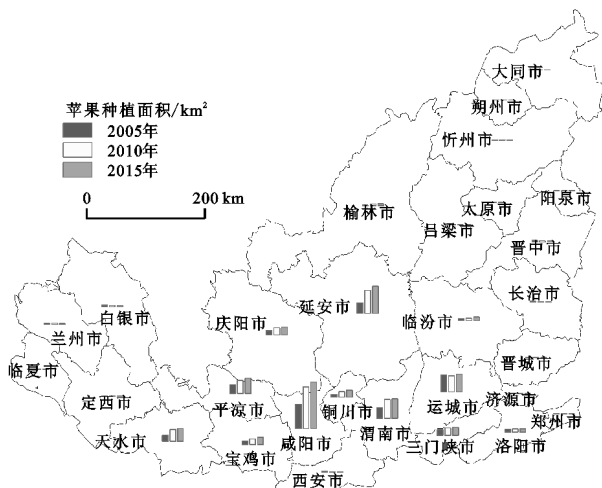 苹果种植面积/km²
2005年
2010年
2015年
0 200 km
大同市
朔州市
忻州市
榆林市
吕梁市
太原市
阳泉市
晋中市
长治市
延安市
临汾市
庆阳市
白银市
兰州市
临夏市
定西市
天水市
平凉市
宝鸡市
咸阳市
铜川市
渭南市
西安市
运城市
晋城市
济源市
郑州市
三门峡市
洛阳市